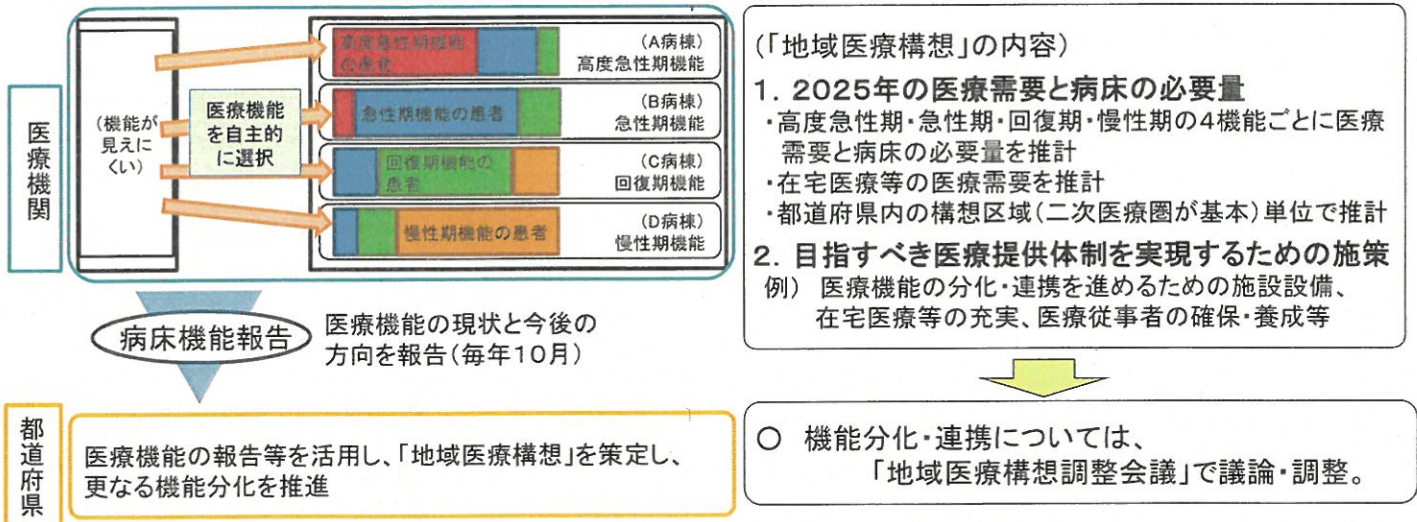 医療機関
(機能が
見えに
くい)
医療機能
を自主的
に選択
高度急性期機能
の患者
(A病棟)
高度急性期機能
急性期機能の患者
(B病棟)
急性期機能
回復期機能の
患者
(C病棟)
回復期機能
慢性期機能の患者
(D病棟)
慢性期機能
病床機能報告
医療機能の現状と今後の
方向を報告(毎年10月)
都道府県
医療機能の報告等を活用し、「地域医療構想」を策定し、
更なる機能分化を推進
(「地域医療構想」の内容)
1. 2025年の医療需要と病床の必要量
・高度急性期・急性期・回復期・慢性期の4機能ごとに医療
需要と病床の必要量を推計
・在宅医療等の医療需要を推計
・都道府県内の構想区域(二次医療圏が基本)単位で推計
2. 目指すべき医療提供体制を実現するための施策
例) 医療機能の分化・連携を進めるための施設設備、
在宅医療等の充実、医療従事者の確保・養成等
○ 機能分化・連携については、
「地域医療構想調整会議」で議論・調整。